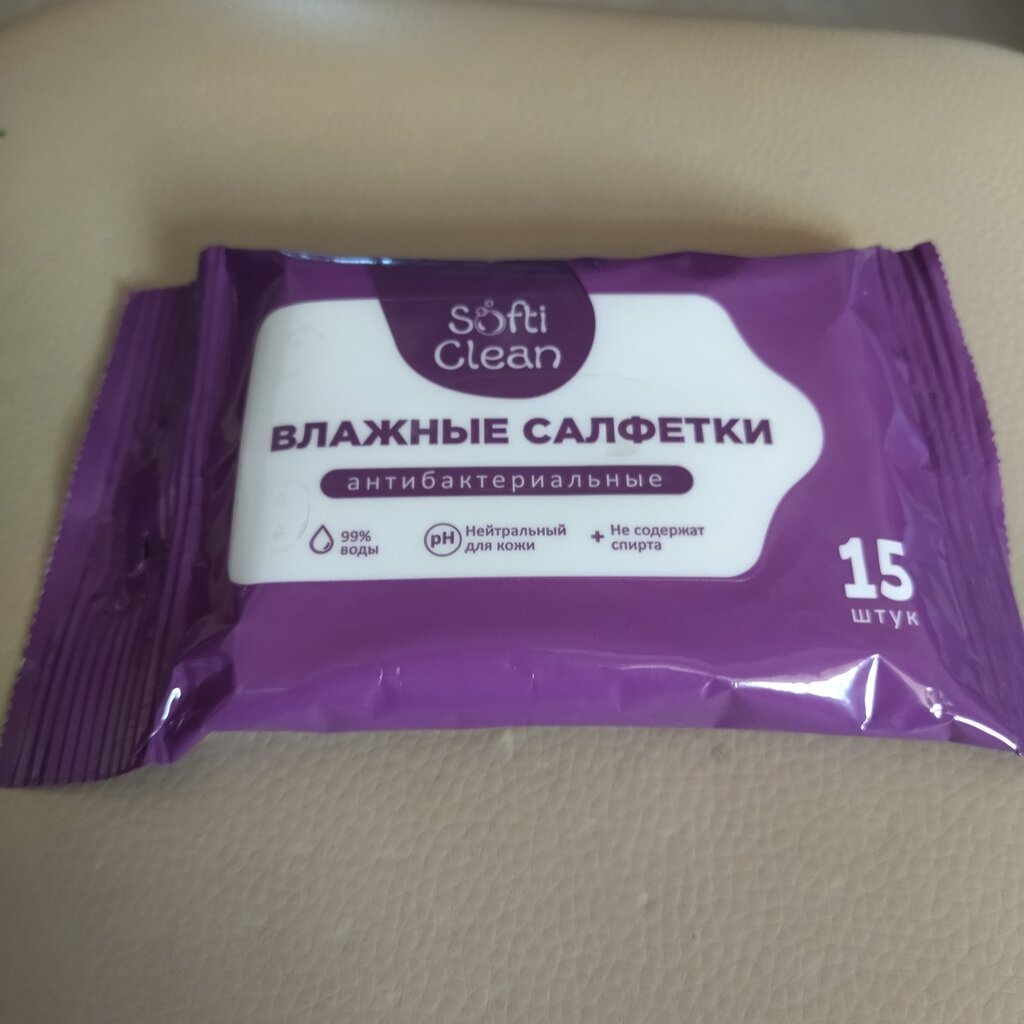 Softi
Clean
ВЛАЖНЫЕ САЛФЕТКИ
антибактериальные
99%
воды
pH
Нейтральный
для кожи
+ Не содержат
спирта
15
штук